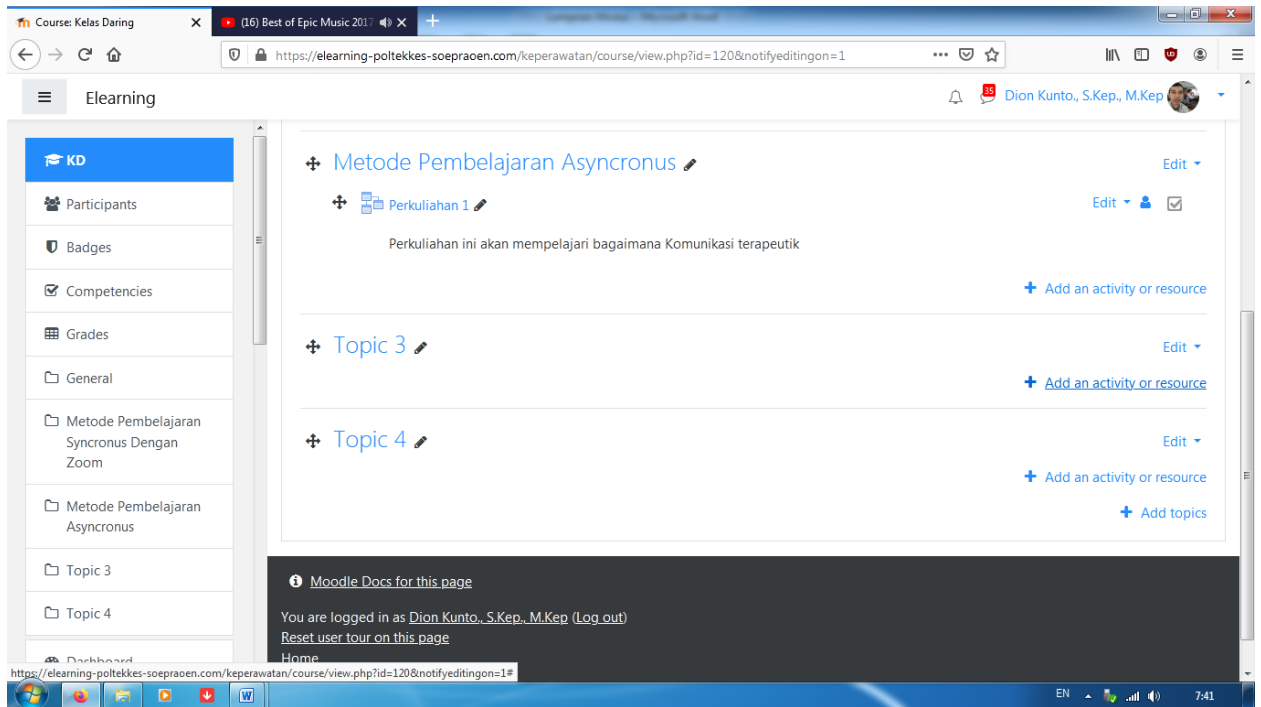 Course: Kelas Daring
(16) Best of Epic Music 2017
https://elearning-poltekkes-soepraoen.com/keperawatan/course/view.php?id=120&notifyeditingon=1
Elearning
35
Dion Kunto., S.Kep., M.Kep
KD
Participants
Badges
Competencies
Grades
General
Metode Pembelajaran
Syncronus Dengan
Zoom
Metode Pembelajaran
Asyncronus
Topic 3
Topic 4
Dashboard
Metode Pembelajaran Asyncronus
Edit
Perkuliahan 1
Edit
Perkuliahan ini akan mempelajari bagaimana Komunikasi terapeutik
Add an activity or resource
Topic 3
Edit
Add an activity or resource
Topic 4
Edit
Add an activity or resource
Add topics
Moodle Docs for this page
You are logged in as Dion Kunto., S.Kep., M.Kep (Log out)
Reset user tour on this page
Home
https://elearning-poltekkes-soepraoen.com/keperawatan/course/view.php?id=120&notifyeditingon=1#
EN
7:41